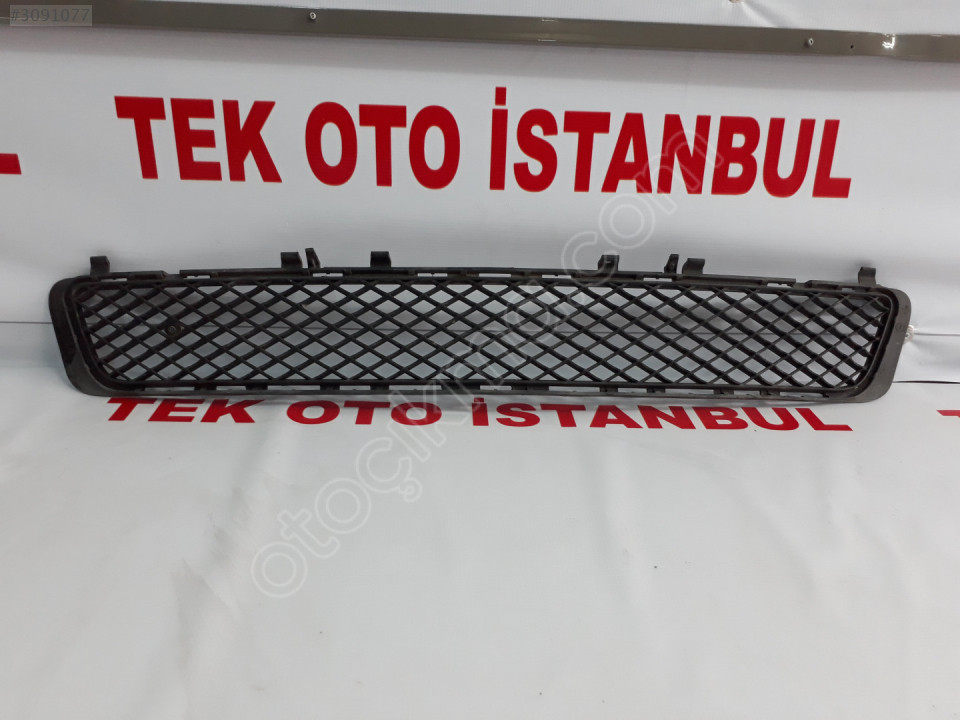 #3091077
TEK OTO İSTANBUL
otoçıkma.com
TEK OTO İSTANBUL